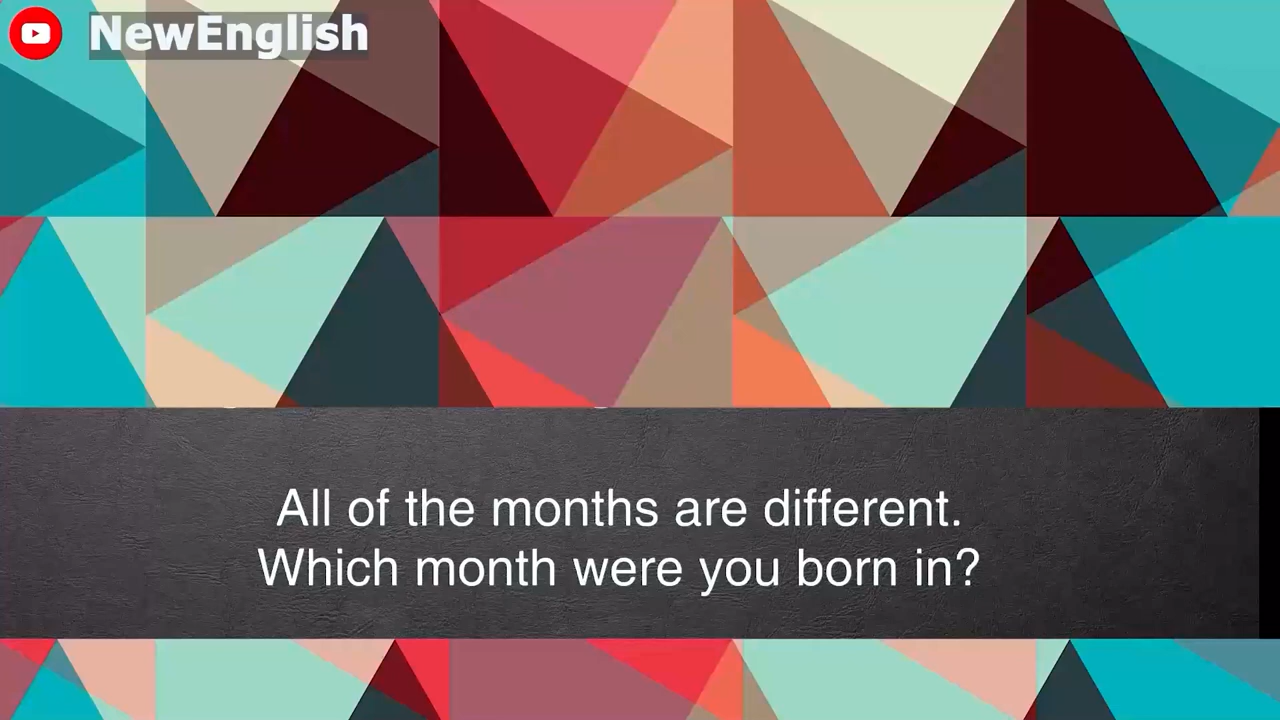 NewEnglish
All of the months are different.
Which month were you born in?